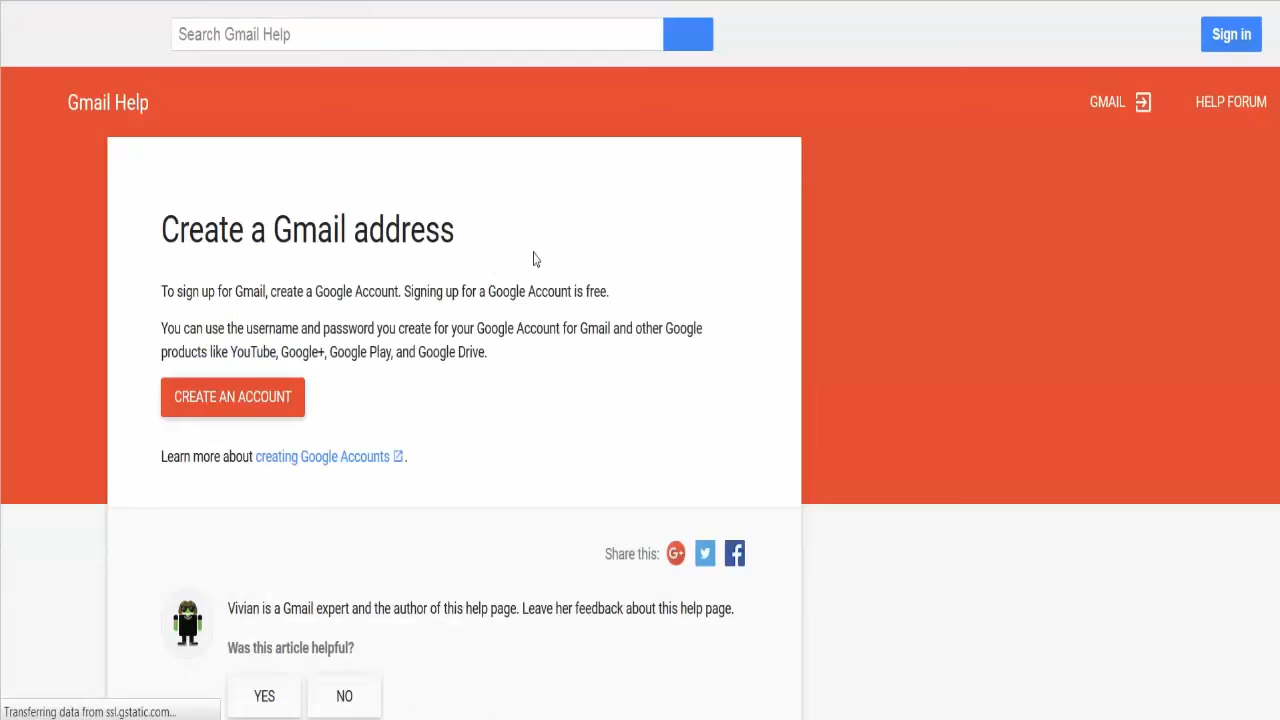 Search Gmail Help
Sign in
Gmail Help
GMAIL
HELP FORUM
Create a Gmail address
To sign up for Gmail, create a Google Account. Signing up for a Google Account is free.
You can use the username and password you create for your Google Account for Gmail and other Google
products like YouTube, Google+, Google Play, and Google Drive.
CREATE AN ACCOUNT
Learn more about creating Google Accounts.
Share this: G+
Vivian is a Gmail expert and the author of this help page. Leave her feedback about this help page.
Was this article helpful?
YES
NO
Transferring data from ssl.gstatic.com...